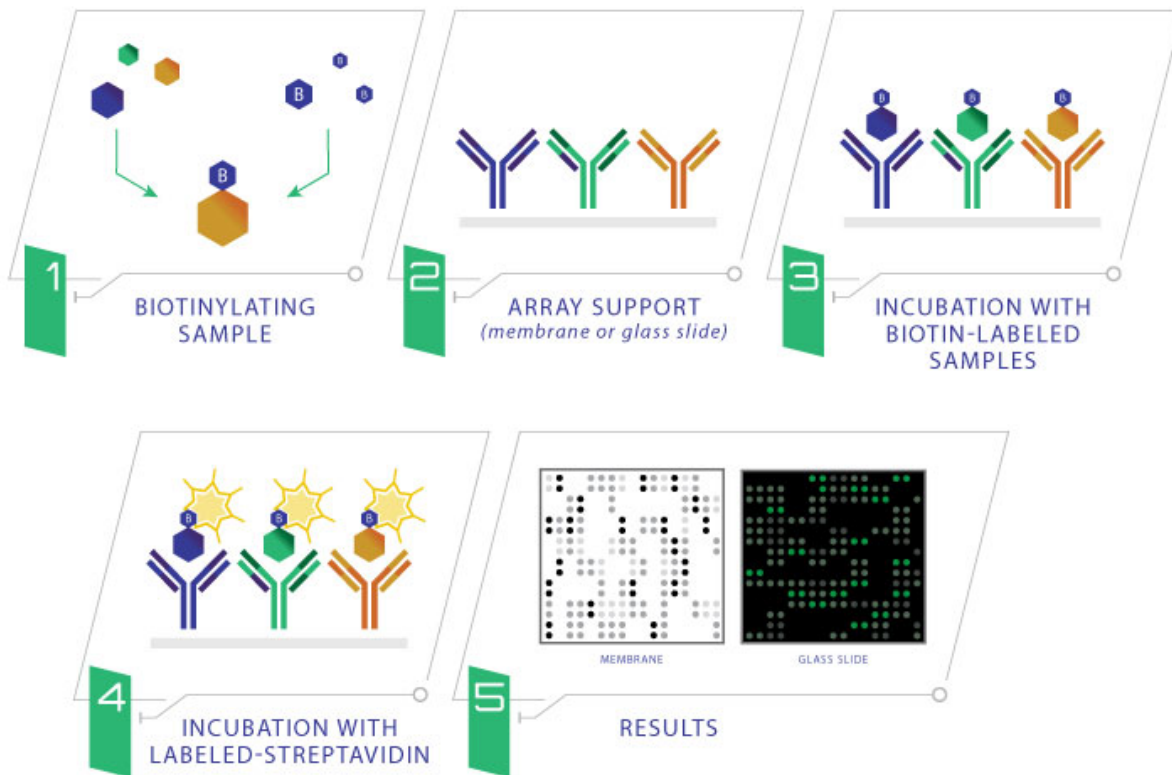 B
B
B
B
1
BIOTINYLATING
SAMPLE
2
ARRAY SUPPORT
(membrane or glass slide)
B
B
B
3
INCUBATION WITH
BIOTIN-LABELED
SAMPLES
B
B
B
4
INCUBATION WITH
LABELED-STREPTAVIDIN
MEMBRANE
GLASS SLIDE
5
RESULTS